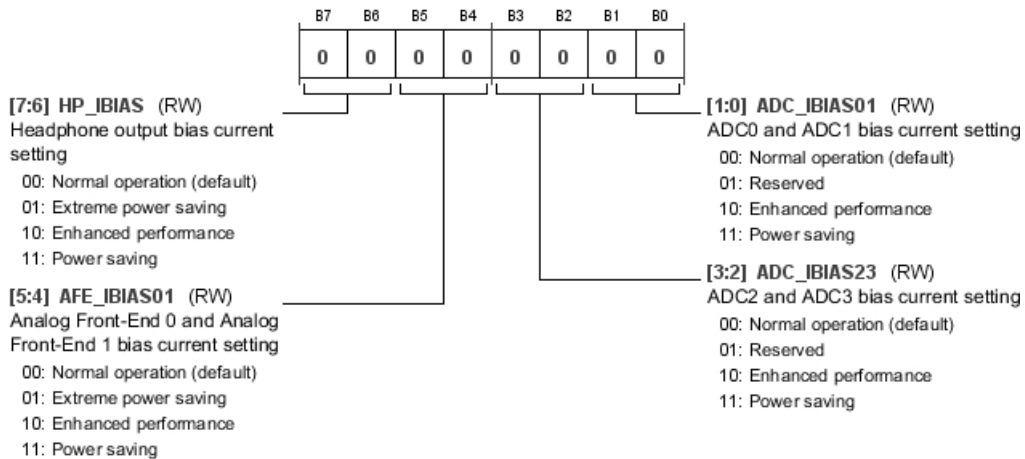 B7 B6 B5 B4 B3 B2 B1 B0
0 0 0 0 0 0 0 0
[7:6] HP_IBIAS (RW)
Headphone output bias current
setting
00: Normal operation (default)
01: Extreme power saving
10: Enhanced performance
11: Power saving
[5:4] AFE_IBIAS01 (RW)
Analog Front-End 0 and Analog
Front-End 1 bias current setting
00: Normal operation (default)
01: Extreme power saving
10: Enhanced performance
11: Power saving
[1:0] ADC_IBIAS01 (RW)
ADC0 and ADC1 bias current setting
00: Normal operation (default)
01: Reserved
10: Enhanced performance
11: Power saving
[3:2] ADC_IBIAS23 (RW)
ADC2 and ADC3 bias current setting
00: Normal operation (default)
01: Reserved
10: Enhanced performance
11: Power saving